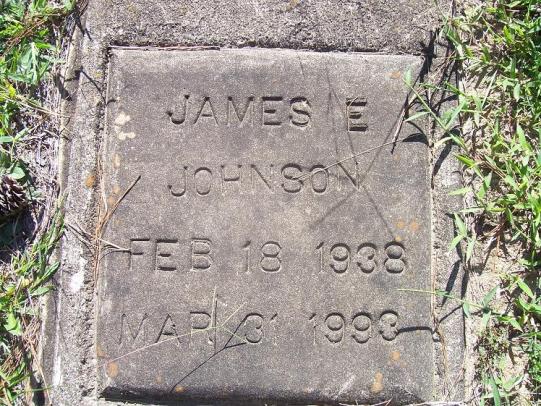 JAMES E
JOHNSON
FEB 18 1938
MAR 31 1993